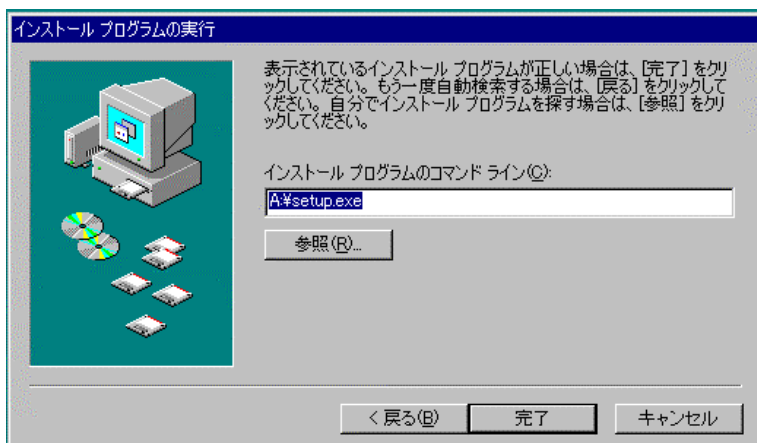 インストール プログラムの実行
表示されているインストール プログラムが正しい場合は、[完了] をクリ
ックしてください。もう一度自動検索する場合は、[戻る] をクリックして
ください。自分でインストール プログラムを探す場合は、[参照] をクリ
ックしてください。
インストール プログラムのコマンド ライン(C):
A:¥setup.exe
参照(R)...
< 戻る(B)
完了
キャンセル